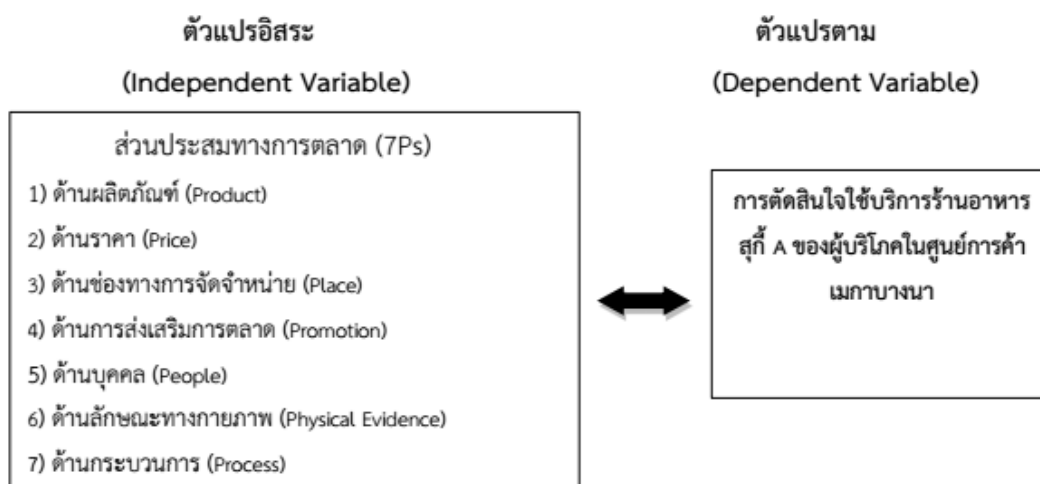 ตัวแปรอิสระ
(Independent Variable)
ส่วนประสมทางการตลาด (7Ps)
1) ด้านผลิตภัณฑ์ (Product)
2) ด้านราคา (Price)
3) ด้านช่องทางการจัดจำหน่าย (Place)
4) ด้านการส่งเสริมการตลาด (Promotion)
5) ด้านบุคคล (People)
6) ด้านลักษณะทางกายภาพ (Physical Evidence)
7) ด้านกระบวนการ (Process)
ตัวแปรตาม
(Dependent Variable)
การตัดสินใจใช้บริการร้านอาหาร
สุกี้ A ของผู้บริโภคในศูนย์การค้า
เมกาบางนา